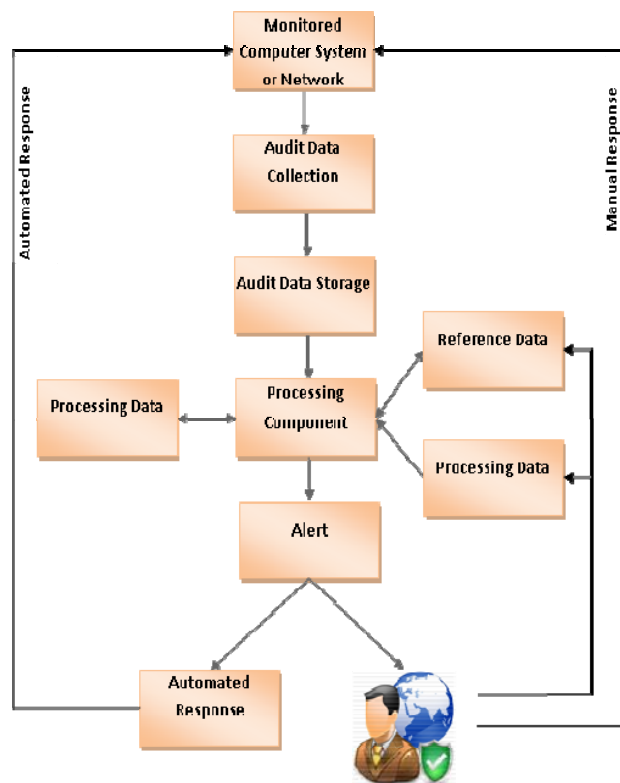 Monitored
Computer System
or Network
Automated Response
Manual Response
Audit Data
Collection
Audit Data Storage
Reference Data
Processing Data
Processing
Component
Processing Data
Alert
Automated
Response